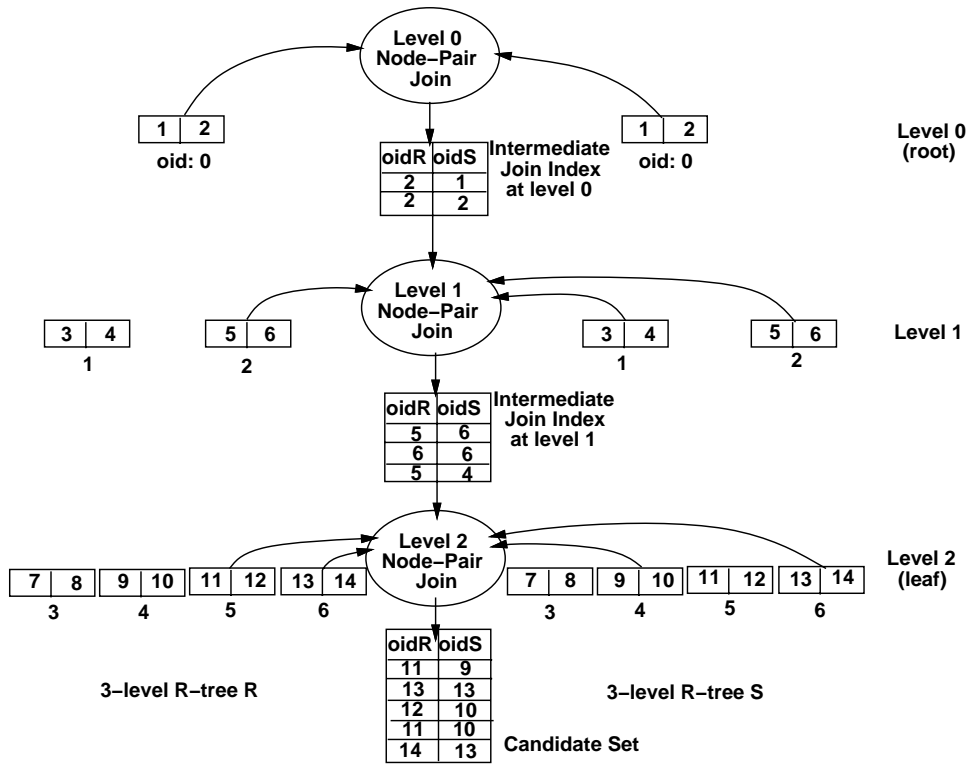 Level 0
Node–Pair
Join
1 2
oid: 0
1 2
oid: 0
Level 0
(root)
oidR oidS
2 1
2 2
Intermediate
Join Index
at level 0
Level 1
Node–Pair
Join
3 4
1
5 6
2
3 4
1
5 6
2
Level 1
oidR oidS
5 6
6 6
5 4
Intermediate
Join Index
at level 1
Level 2
Node–Pair
Join
7 8
3
9 10
4
11 12
5
13 14
6
7 8
3
9 10
4
11 12
5
13 14
6
Level 2
(leaf)
oidR oidS
11 9
13 13
12 10
11 10
14 13
3–level R–tree R
3–level R–tree S
Candidate Set